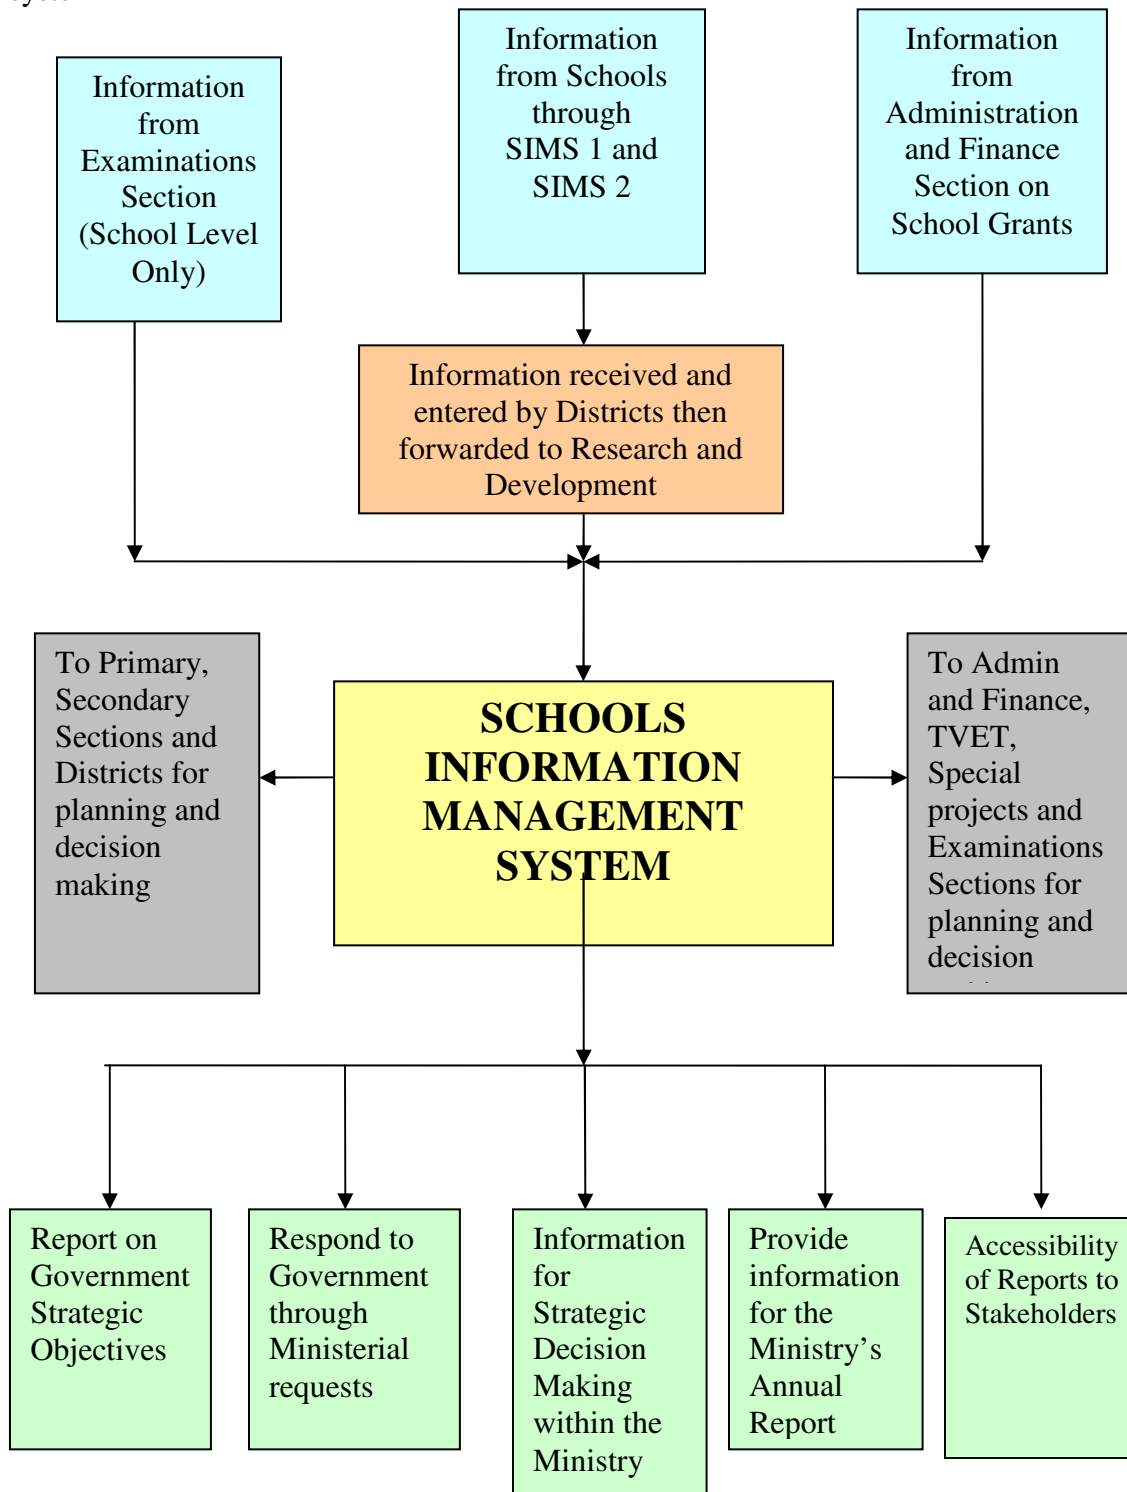 Information
from
Examinations
Section
(School Level
Only)
Information
from Schools
through
SIMS 1 and
SIMS 2
Information
from
Administration
and Finance
Section on
School Grants
Information received and
entered by Districts then
forwarded to Research and
Development
To Primary,
Secondary
Sections and
Districts for
planning and
decision
making
SCHOOLS
INFORMATION
MANAGEMENT
SYSTEM
To Admin
and Finance,
TVET,
Special
projects and
Examinations
Sections for
planning and
decision
Report on
Government
Strategic
Objectives
Respond to
Government
through
Ministerial
requests
Information
for
Strategic
Decision
Making
within the
Ministry
Provide
information
for the
Ministry’s
Annual
Report
Accessibility
of Reports to
Stakeholders